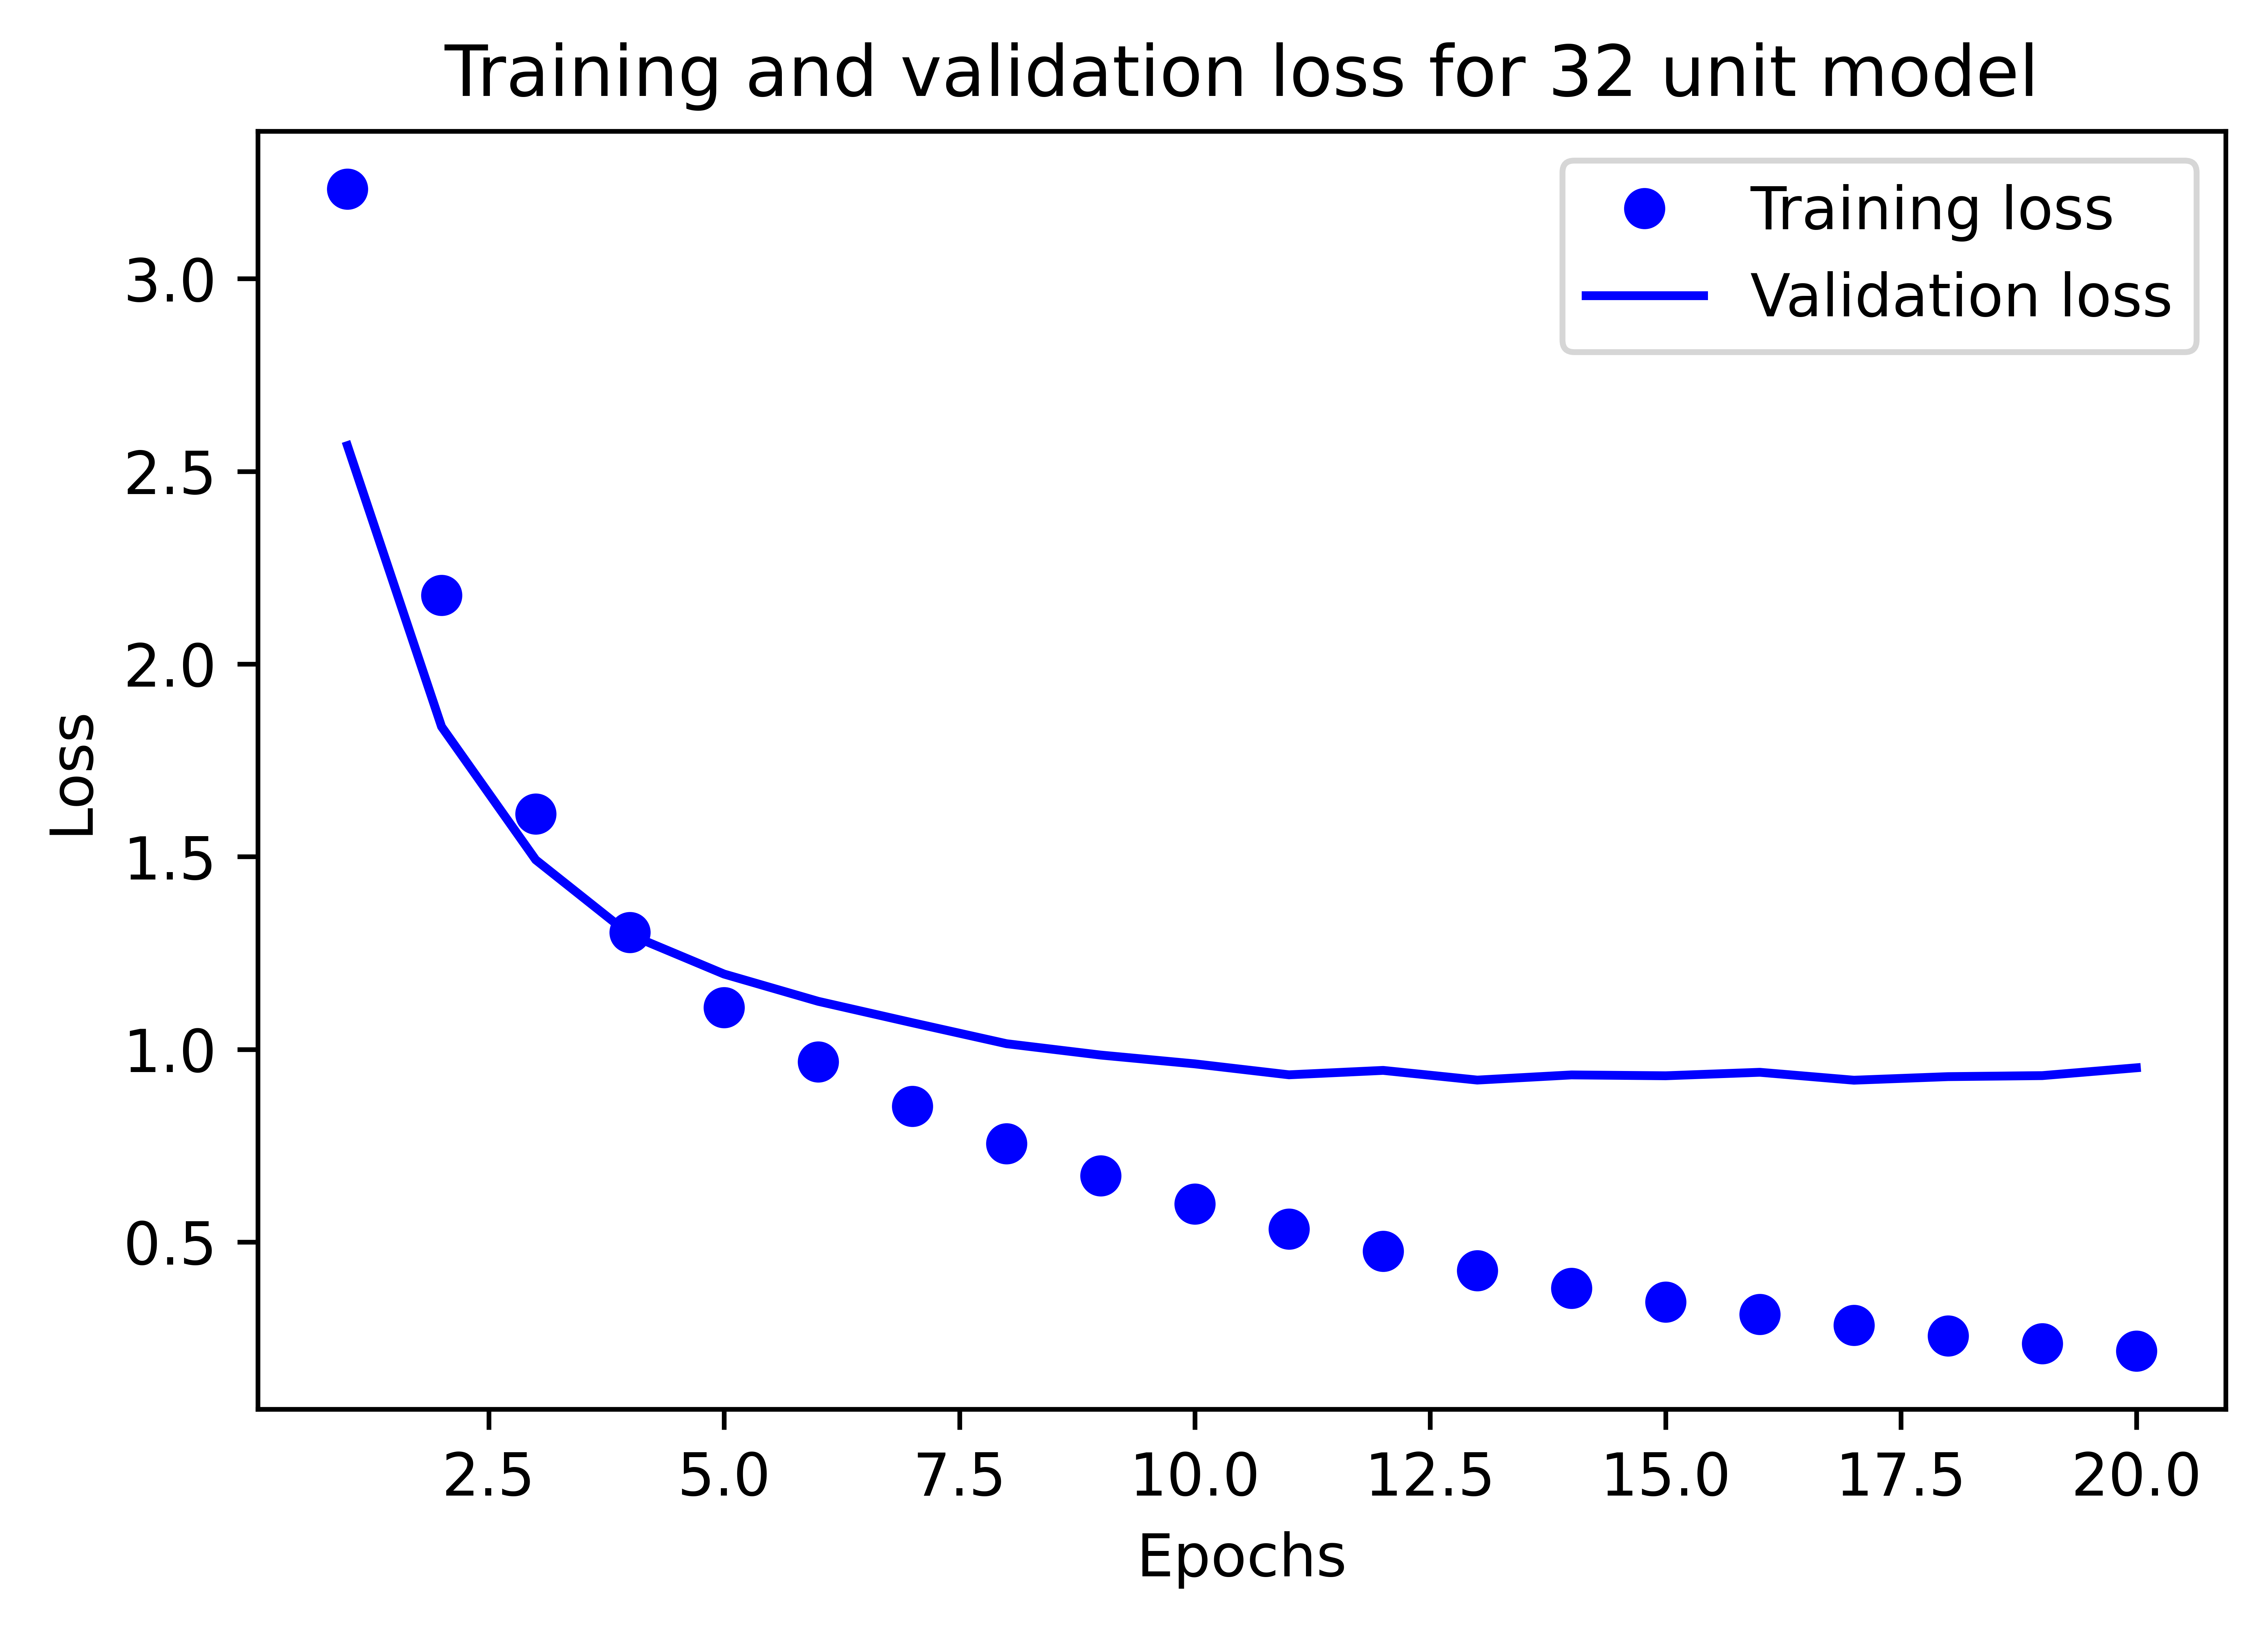 Training and validation loss for 32 unit model
Training loss
Validation loss
Loss
3.0
2.5
2.0
1.5
1.0
0.5
2.5 5.0 7.5 10.0 12.5 15.0 17.5 20.0
Epochs